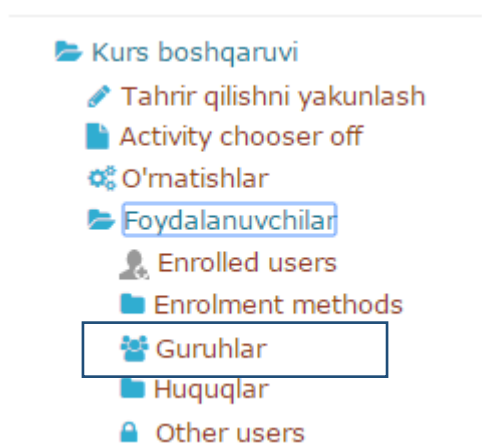 Kurs boshqaruvi
Tahrir qilishni yakunlash
Activity chooser off
O'rnatishlar
Foydalanuvchilar
Enrolled users
Enrolment methods
Guruhlar
Huquqlar
Other users